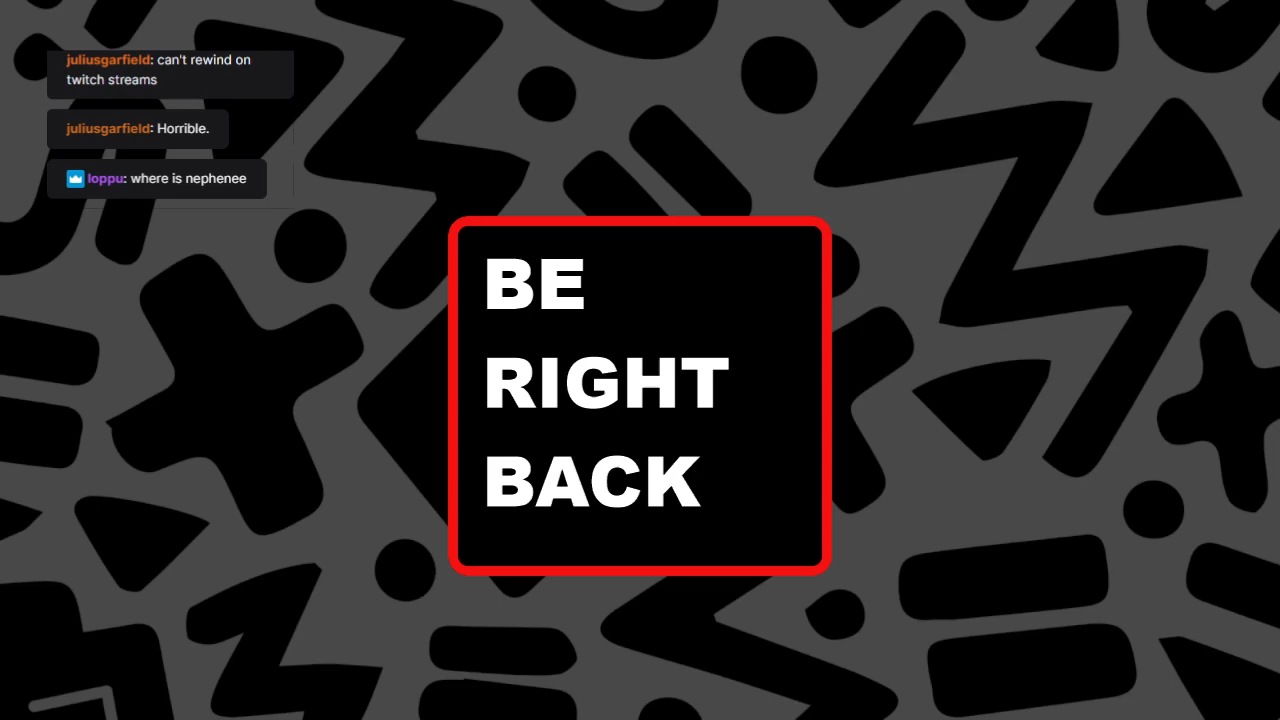 juliusgarfield: can't rewind on
twitch streams
juliusgarfield: Horrible.
loppu: where is nephenee
BE
RIGHT
BACK